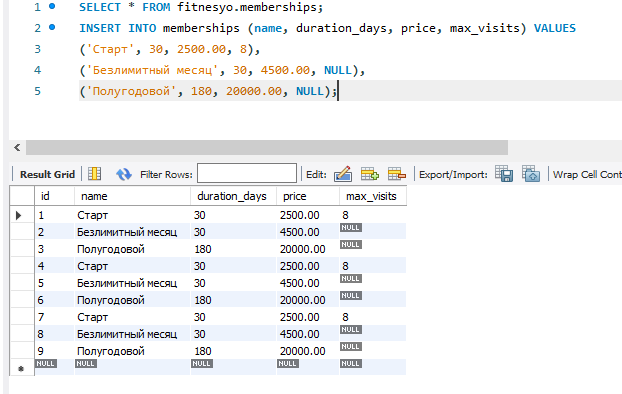 1 SELECT * FROM fitnesyo.memberships;
2 INSERT INTO memberships (name, duration_days, price, max_visits) VALUES
3 ('Старт', 30, 2500.00, 8),
4 ('Безлимитный месяц', 30, 4500.00, NULL),
5 ('Полугодовой', 180, 20000.00, NULL);
Result Grid Filter Rows: Edit: Export/Import: Wrap Cell Cont
id name duration_days price max_visits
1 Старт 30 2500.00 8
2 Безлимитный месяц 30 4500.00 NULL
3 Полугодовой 180 20000.00 NULL
4 Старт 30 2500.00 8
5 Безлимитный месяц 30 4500.00 NULL
6 Полугодовой 180 20000.00 NULL
7 Старт 30 2500.00 8
8 Безлимитный месяц 30 4500.00 NULL
9 Полугодовой 180 20000.00 NULL
NULL NULL NULL NULL NULL